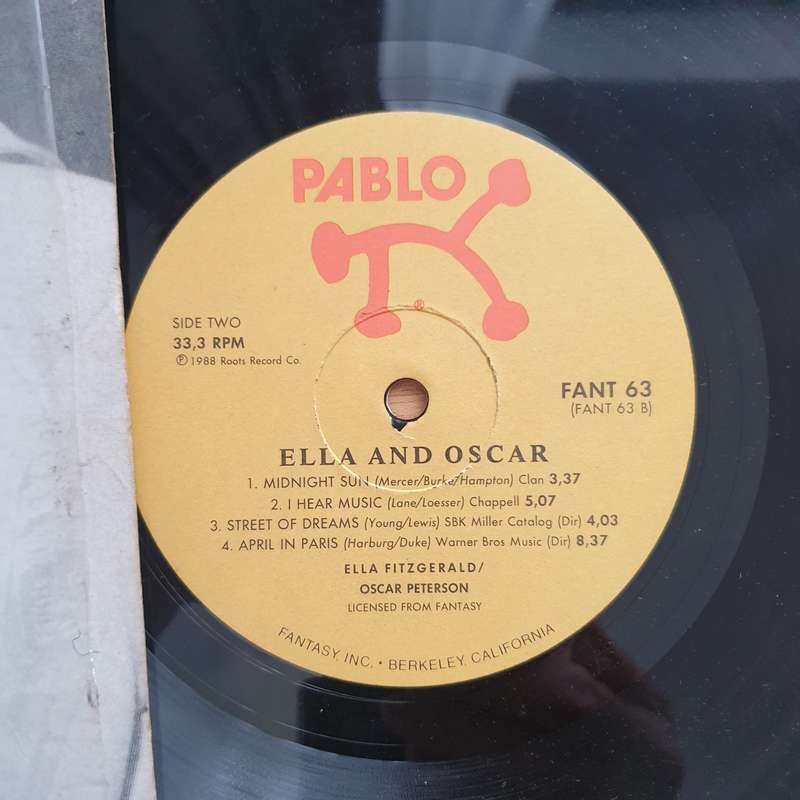 PABLO
®
SIDE TWO
33,3 RPM
℗ 1988 Roots Record Co.
FANT 63
(FANT 63 B)
ELLA AND OSCAR
1. MIDNIGHT SUN (Mercer/Burke/Hampton) Clan 3,37
2. I HEAR MUSIC (Lane/Loesser) Chappell 5,07
3. STREET OF DREAMS (Young/Lewis) SBK Miller Catalog (Dir) 4,03
4. APRIL IN PARIS (Harburg/Duke) Warner Bros Music (Dir) 8,37
ELLA FITZGERALD/
OSCAR PETERSON
LICENSED FROM FANTASY
FANTASY, INC. • BERKELEY, CALIFORNIA